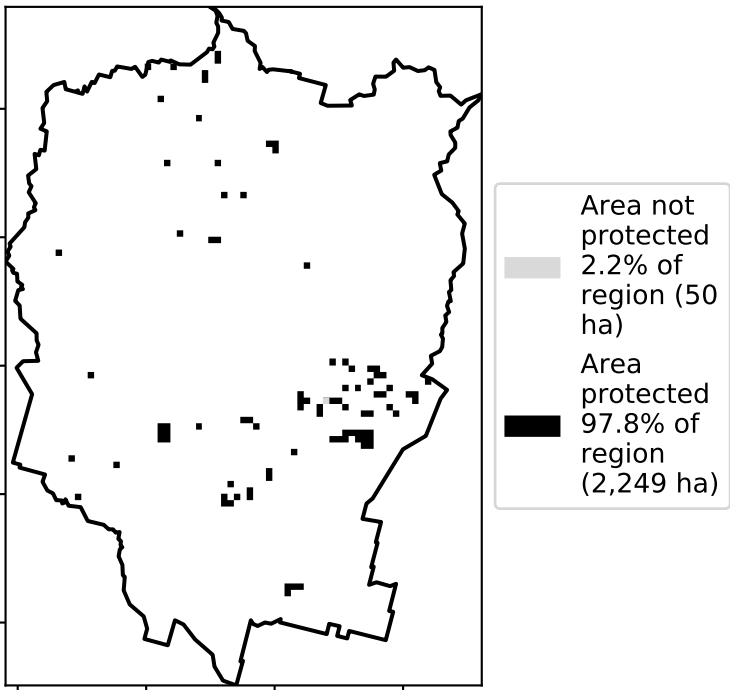 Area not
protected
2.2% of
region (50
ha)
Area
protected
97.8% of
region
(2,249 ha)